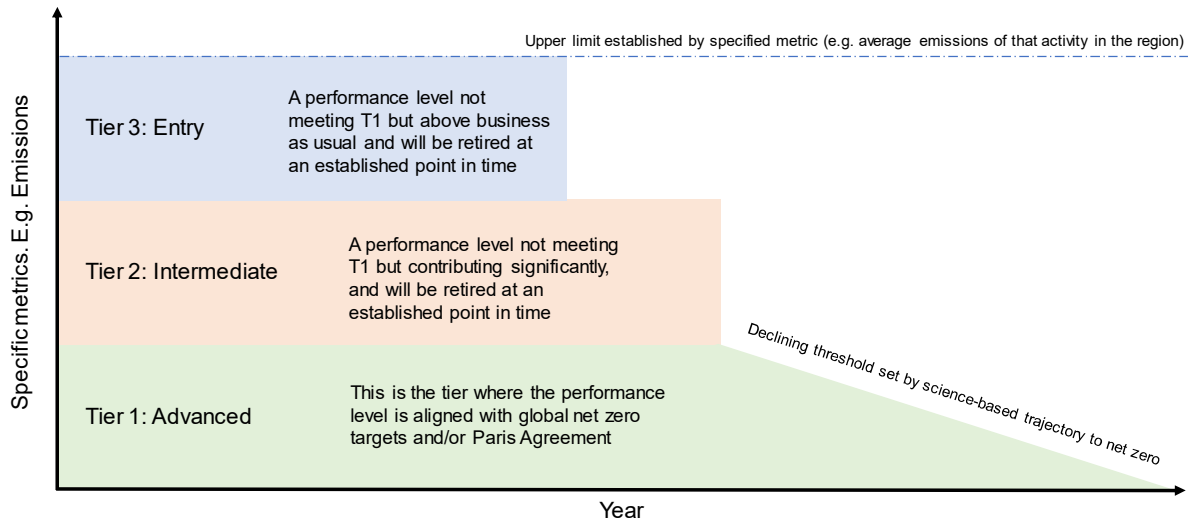 Upper limit established by specified metric (e.g. average emissions of that activity in the region)
Specific metrics. E.g. Emissions
Tier 3: Entry
A performance level not
meeting T1 but above business
as usual and will be retired at
an established point in time
Tier 2: Intermediate
A performance level not meeting
T1 but contributing significantly,
and will be retired at an
established point in time
Declining threshold set by science-based trajectory to net zero
Tier 1: Advanced
This is the tier where the performance
level is aligned with global net zero
targets and/or Paris Agreement
Year